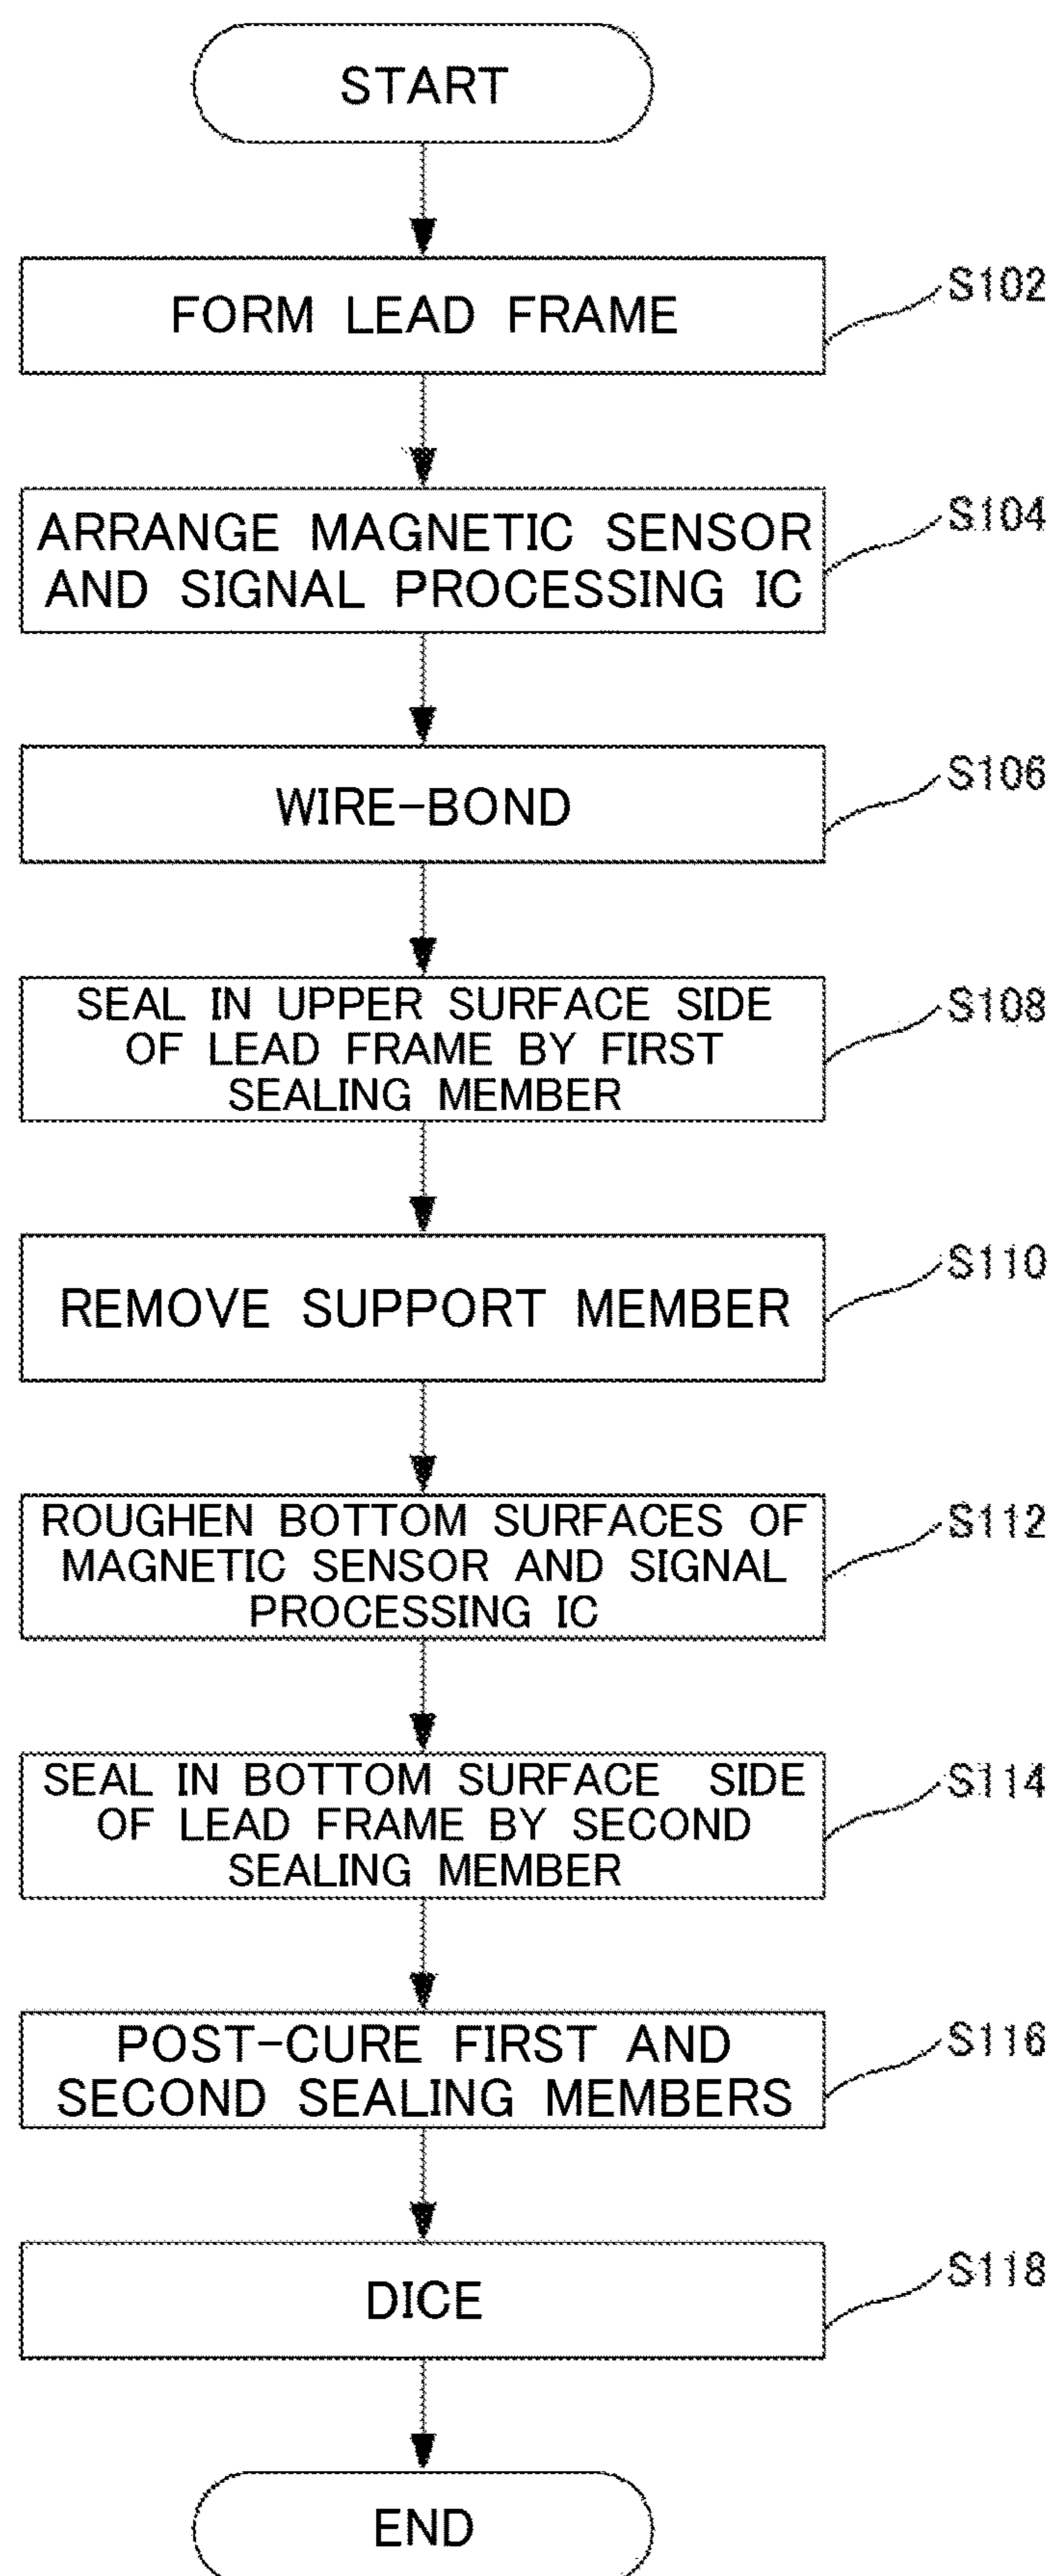 START
FORM LEAD FRAME
S102
ARRANGE MAGNETIC SENSOR
AND SIGNAL PROCESSING IC
S104
WIRE-BOND
S106
SEAL IN UPPER SURFACE SIDE
OF LEAD FRAME BY FIRST
SEALING MEMBER
S108
REMOVE SUPPORT MEMBER
S110
ROUGHEN BOTTOM SURFACES OF
MAGNETIC SENSOR AND SIGNAL
PROCESSING IC
S112
SEAL IN BOTTOM SURFACE SIDE
OF LEAD FRAME BY SECOND
SEALING MEMBER
S114
POST-CURE FIRST AND
SECOND SEALING MEMBERS
S116
DICE
S118
END